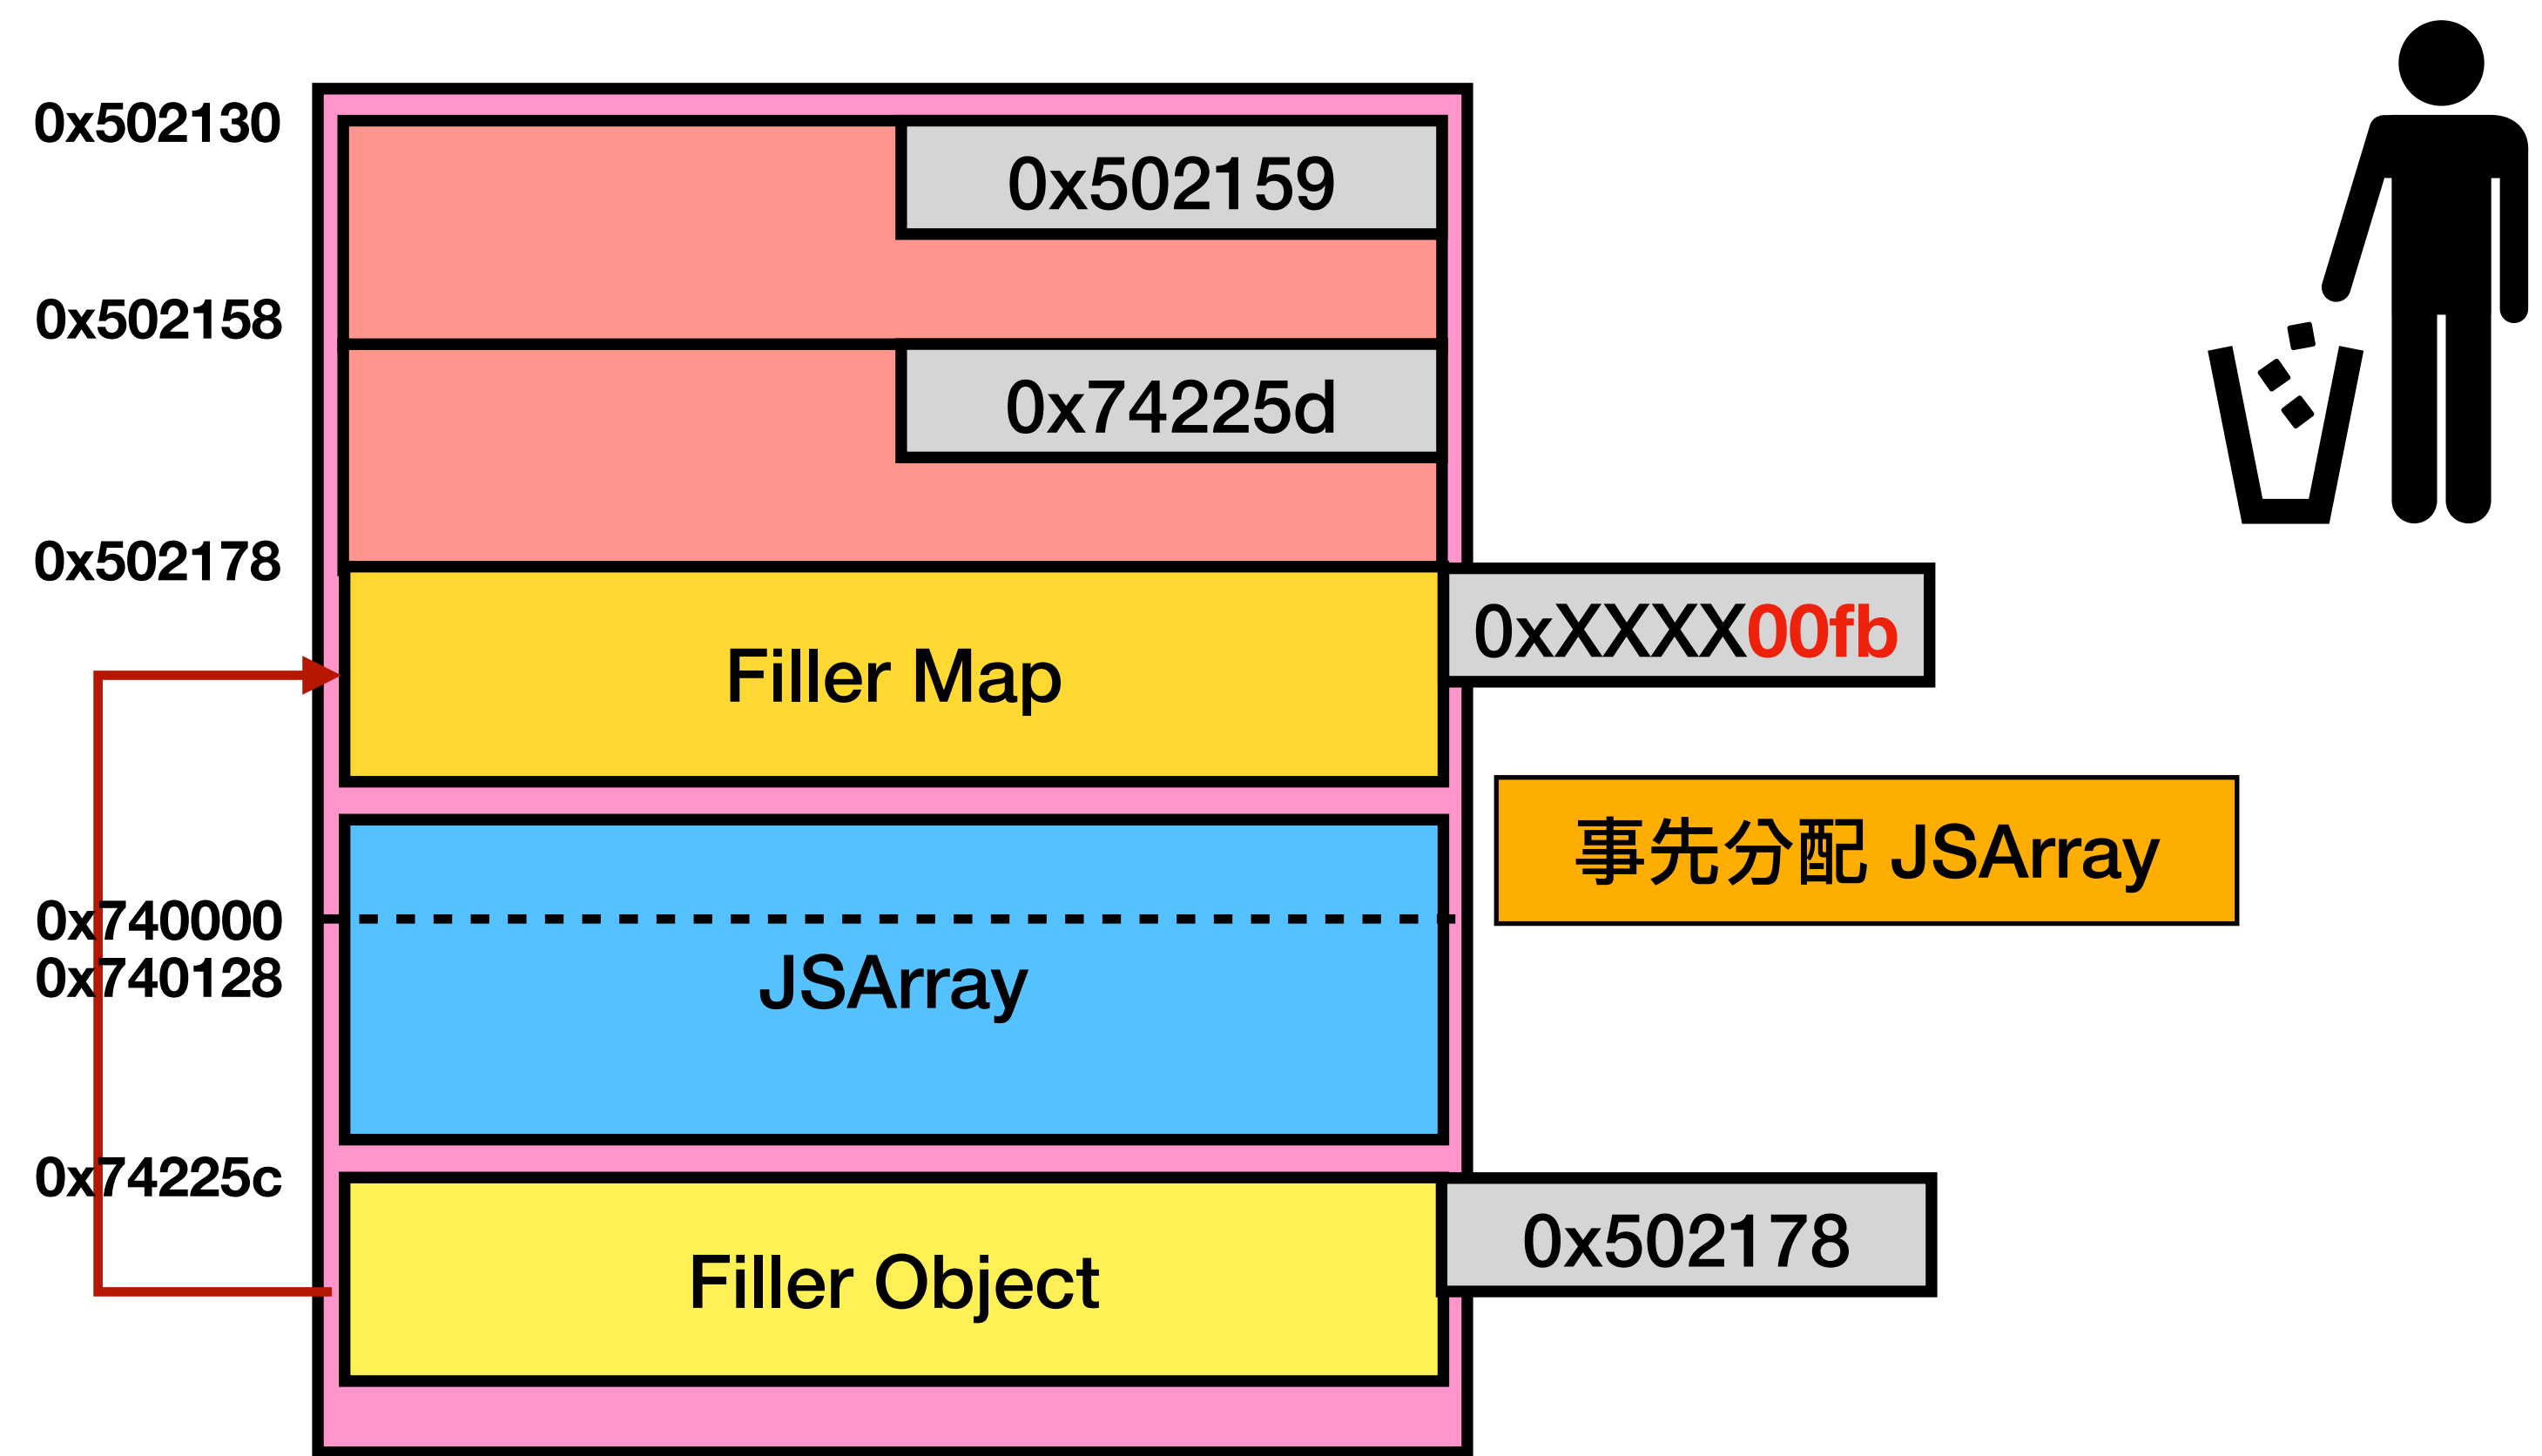 0x502130
0x502159
0x502158
0x74225d
0x502178
0xXXXX00fb
Filler Map
事先分配 JSArray
0x740000
0x740128
JSArray
0x74225c
0x502178
Filler Object